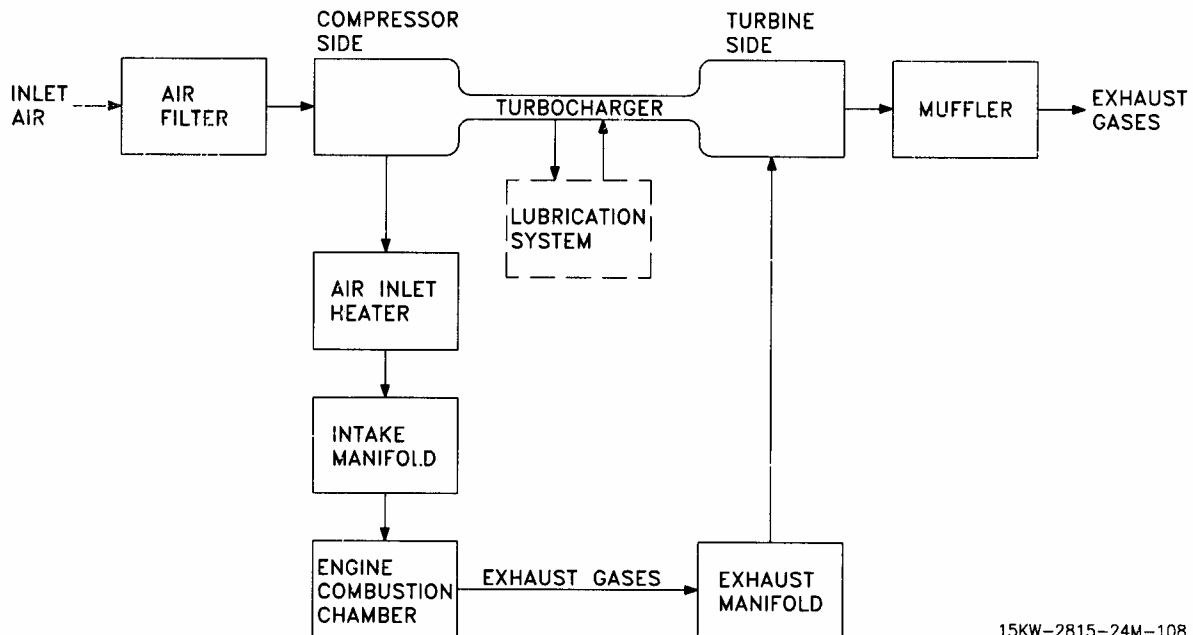 COMPRESSOR
SIDE
TURBINE
SIDE
INLET
AIR
AIR
FILTER
TURBOCHARGER
MUFFLER
EXHAUST
GASES
LUBRICATION
SYSTEM
AIR INLET
HEATER
INTAKE
MANIFOLD
ENGINE
COMBUSTION
CHAMBER
EXHAUST GASES
EXHAUST
MANIFOLD
15KW-2815-24M-108